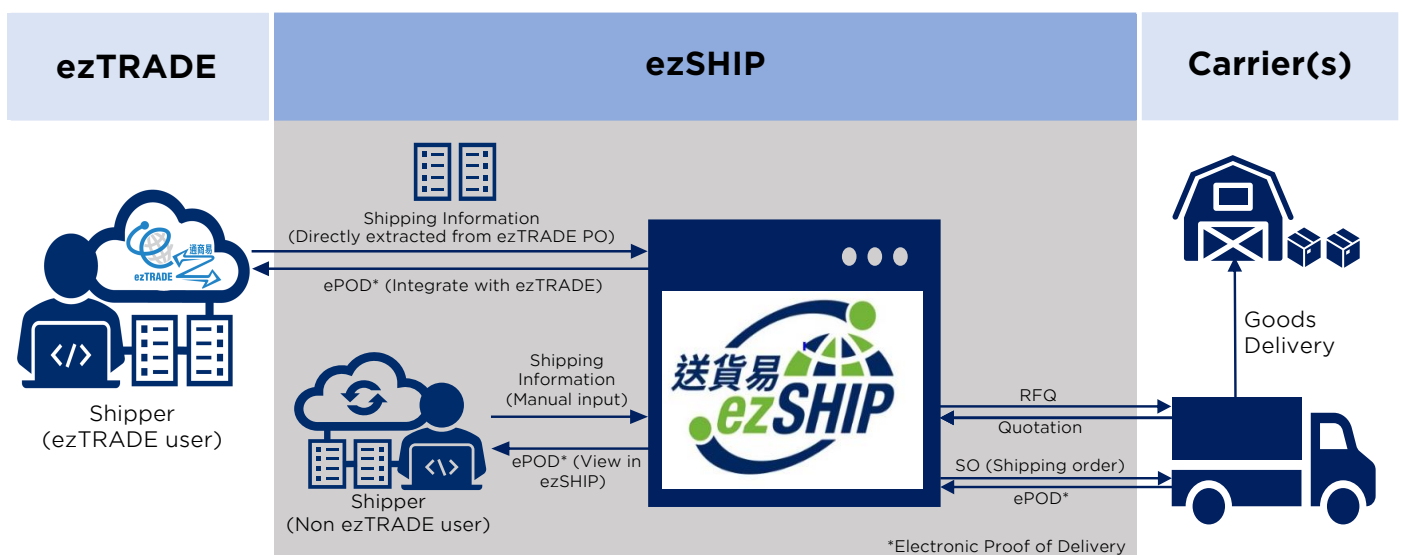 ezTRADE
ezSHIP
Carrier(s)
Shipping Information
(Directly extracted from ezTRADE PO)
ePOD* (Integrate with ezTRADE)
通商易
ezTRADE
</>
Shipper
(ezTRADE user)
Shipping
Information
(Manual input)
ePOD* (View in
ezSHIP)
<\>
Shipper
(Non ezTRADE user)
送貨易
ezSHIP
RFQ
Quotation
SO (Shipping order)
ePOD*
Goods
Delivery
*Electronic Proof of Delivery